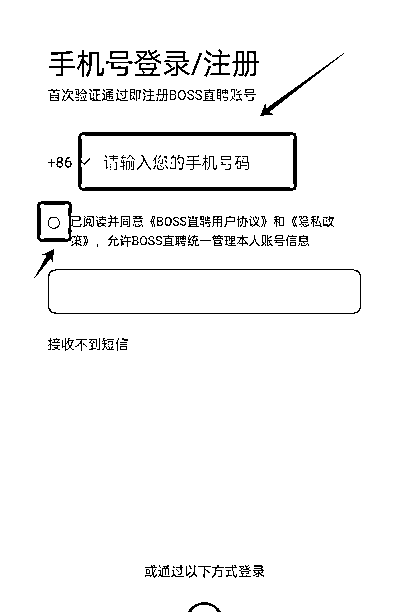 手机号登录/注册
首次验证通过即注册BOSS直聘账号
+86 请输入您的手机号码
已阅读并同意《BOSS直聘用户协议》和《隐私政
策》，允许BOSS直聘统一管理本人账号信息
接收不到短信
或通过以下方式登录